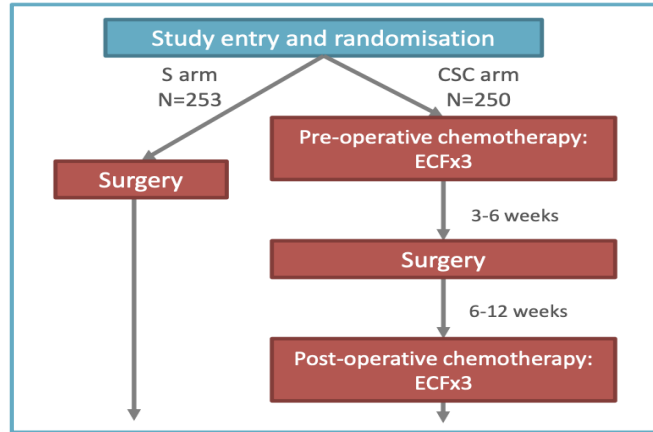 Study entry and randomisation
S arm
N=253
CSC arm
N=250
Pre-operative chemotherapy:
ECFx3
Surgery
3-6 weeks
Surgery
6-12 weeks
Post-operative chemotherapy:
ECFx3